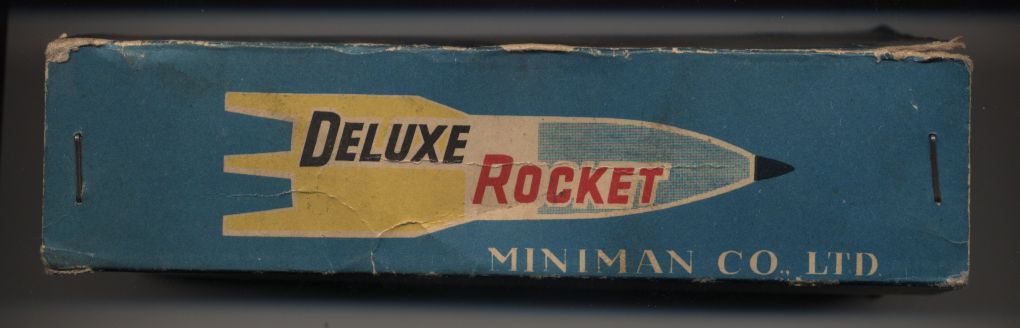 DELUXE
ROCKET
MINIMAN CO., LTD.